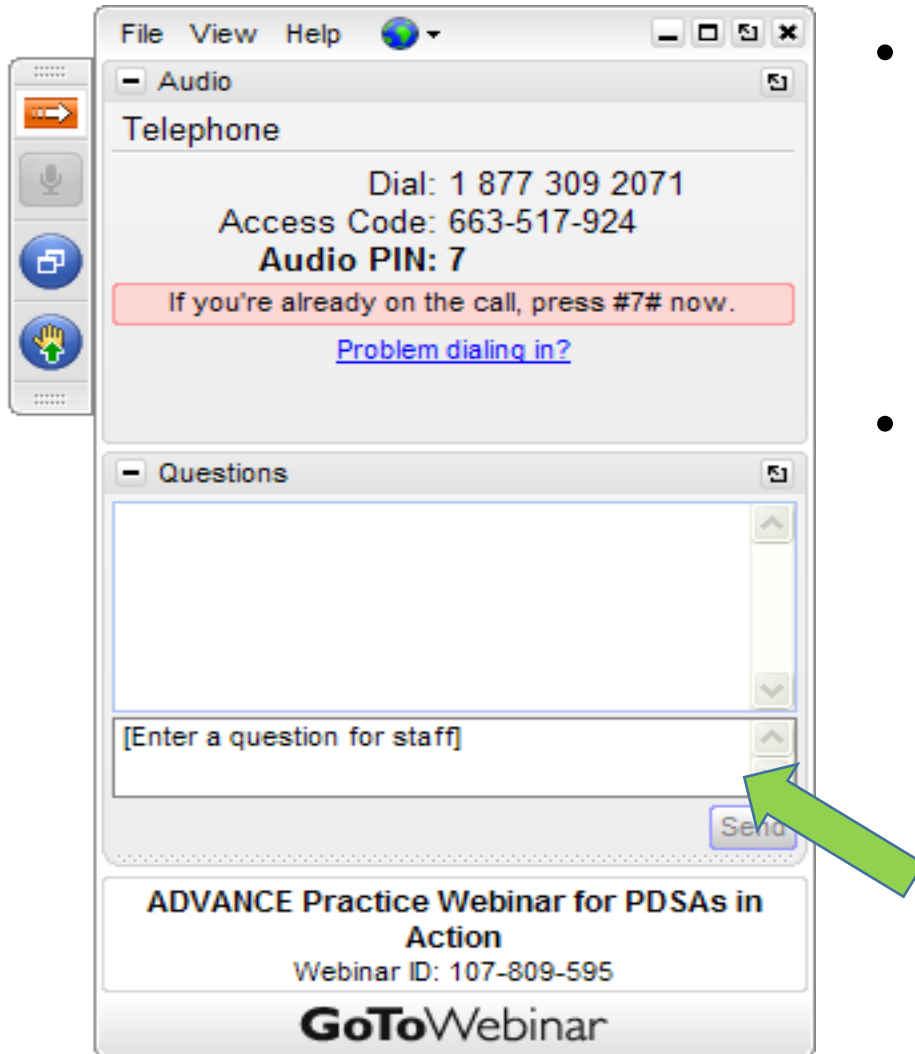 File View Help
Audio
Telephone
Dial: 1 877 309 2071
Access Code: 663-517-924
Audio PIN: 7
If you're already on the call, press #7# now.
Problem dialing in?
Questions
[Enter a question for staff]
Send
ADVANCE Practice Webinar for PDSAs in
Action
Webinar ID: 107-809-595
GoToWebinar